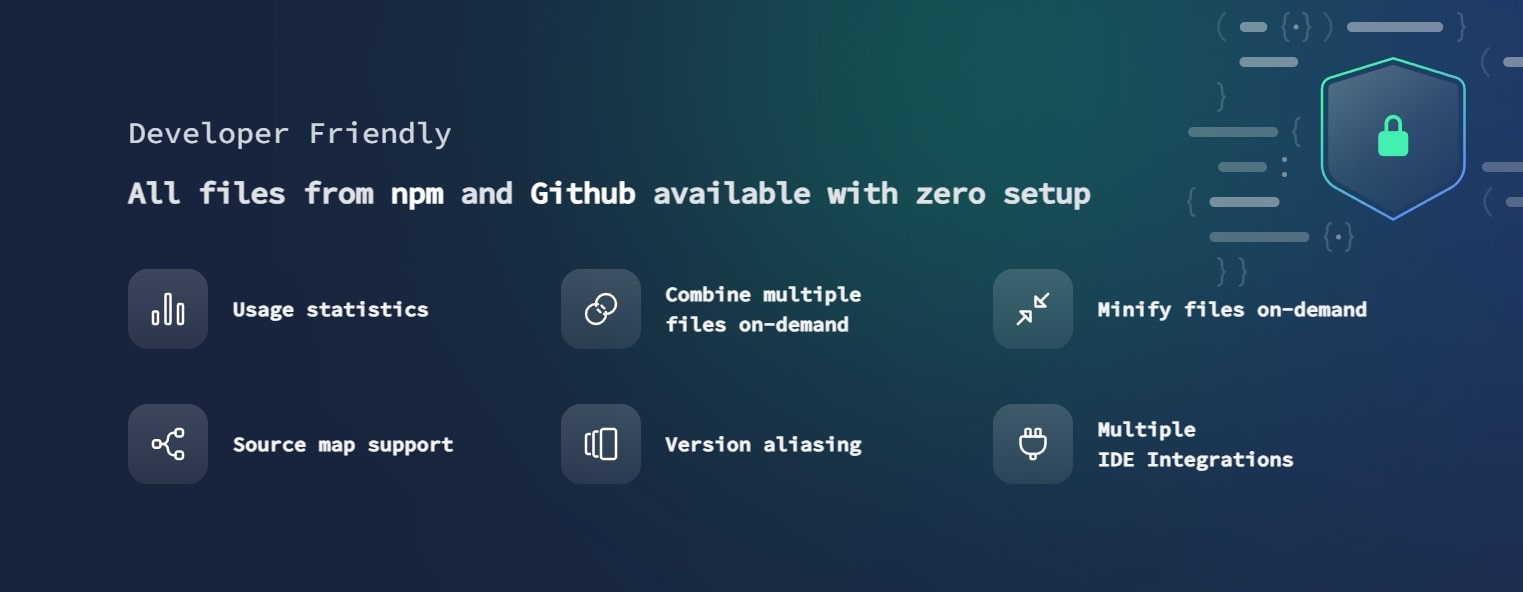 Developer Friendly
All files from npm and Github available with zero setup
Usage statistics
Combine multiple
files on-demand
Minify files on-demand
Source map support
Version aliasing
Multiple
IDE Integrations